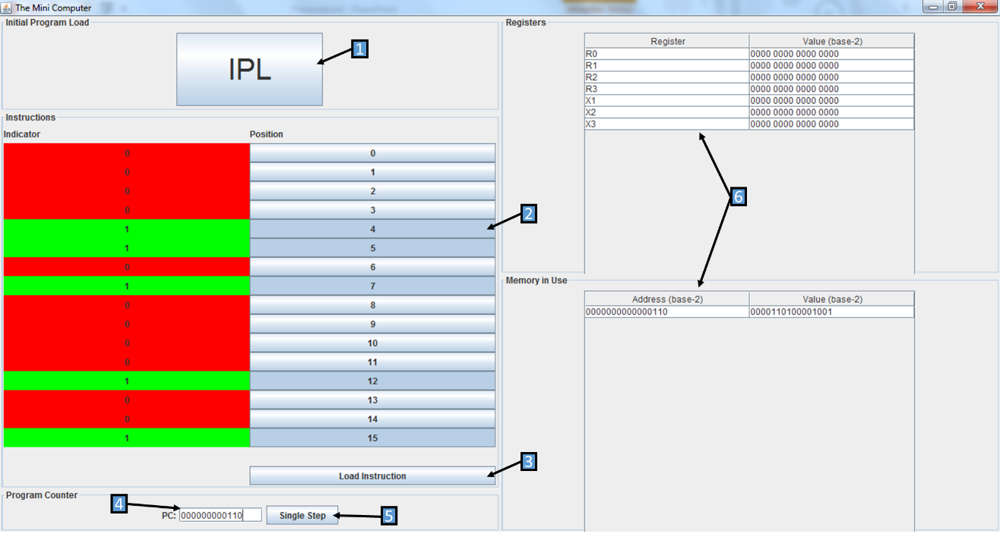 The Mini Computer
Initial Program Load
IPL
1
Instructions
Indicator Position
0 0
0 1
0 2
0 3
1 4
1 5
0 6
1 7
0 8
0 9
0 10
0 11
1 12
0 13
0 14
1 15
2
Load Instruction
3
Program Counter
4
PC: 000000000110 Single Step
5
Registers
Register Value (base-2)
R0 0000 0000 0000 0000
R1 0000 0000 0000 0000
R2 0000 0000 0000 0000
R3 0000 0000 0000 0000
X1 0000 0000 0000 0000
X2 0000 0000 0000 0000
X3 0000 0000 0000 0000
6
Memory in Use
Address (base-2) Value (base-2)
0000000000000110 0000110100001001